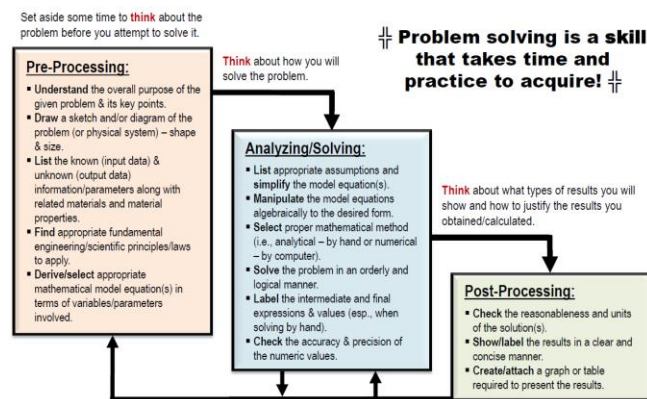 Set aside some time to think about the
problem before you attempt to solve it.
╬ Problem solving is a skill
that takes time and
practice to acquire! ╬
Think about how you will
solve the problem.
Pre-Processing:
▪ Understand the overall purpose of the
given problem & its key points.
▪ Draw a sketch and/or diagram of the
problem (or physical system) – shape
& size.
▪ List the known (input data) &
unknown (output data)
information/parameters along with
related materials and material
properties.
▪ Find appropriate fundamental
engineering/scientific principles/laws
to apply.
▪ Derive/select appropriate
mathematical model equation(s) in
terms of variables/parameters
involved.
Analyzing/Solving:
▪ List appropriate assumptions and
simplify the model equation(s).
▪ Manipulate the model equations
algebraically to the desired form.
▪ Select proper mathematical method
(i.e., analytical – by hand or numerical
– by computer).
▪ Solve the problem in an orderly and
logical manner.
▪ Label the intermediate and final
expressions & values (esp., when
solving by hand).
▪ Check the accuracy & precision of
the numeric values.
Think about what types of results you will
show and how to justify the results you
obtained/calculated.
Post-Processing:
▪ Check the reasonableness and units
of the solution(s).
▪ Show/label the results in a clear and
concise manner.
▪ Create/attach a graph or table
required to present the results.